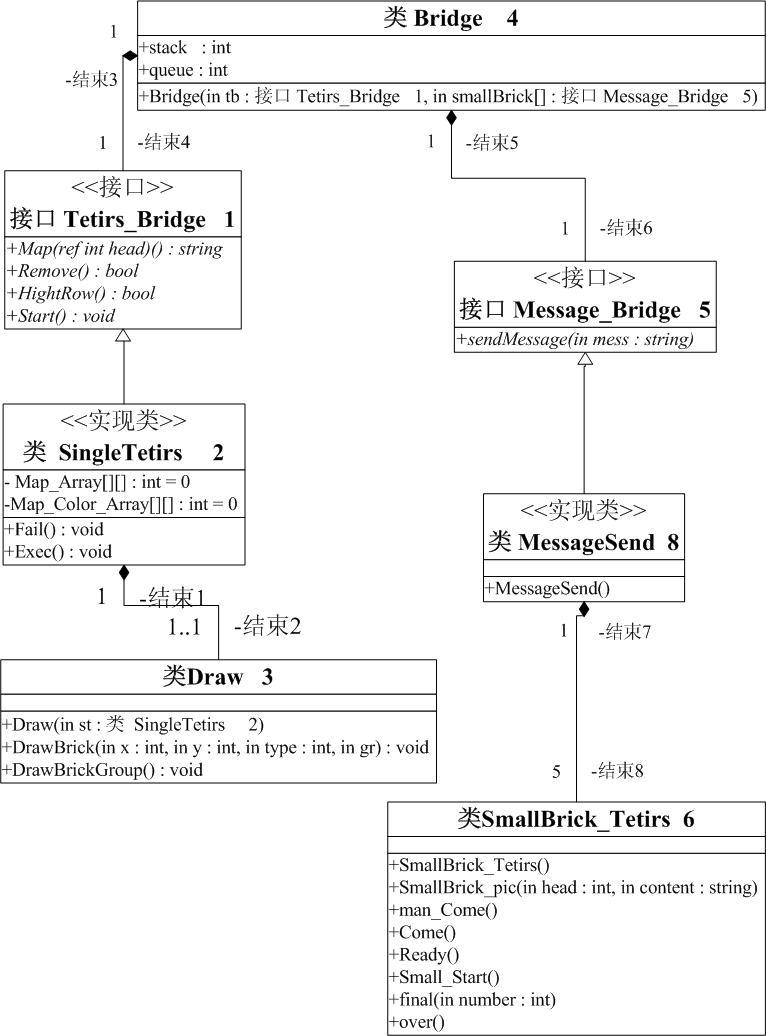 类 Bridge 4
+stack : int
+queue : int
+Bridge(in tb : 接口 Tetirs_Bridge 1, in smallBrick[] : 接口 Message_Bridge 5)
1
-结束3
1
-结束4
1
-结束5
1
-结束6
<<接口>>
接口 Tetirs_Bridge 1
+Map(ref int head)() : string
+Remove() : bool
+HightRow() : bool
+Start() : void
<<接口>>
接口 Message_Bridge 5
+sendMessage(in mess : string)
<<实现类>>
类 SingleTetirs 2
- Map_Array[][] : int = 0
-Map_Color_Array[][] : int = 0
+Fail() : void
+Exec() : void
<<实现类>>
类 MessageSend 8
+MessageSend()
1
-结束1
1..1
-结束2
1
-结束7
5
-结束8
类Draw 3
+Draw(in st : 类 SingleTetirs 2)
+DrawBrick(in x : int, in y : int, in type : int, in gr) : void
+DrawBrickGroup() : void
类SmallBrick_Tetirs 6
+SmallBrick_Tetirs()
+SmallBrick_pic(in head : int, in content : string)
+man_Come()
+Come()
+Ready()
+Small_Start()
+final(in number : int)
+over()